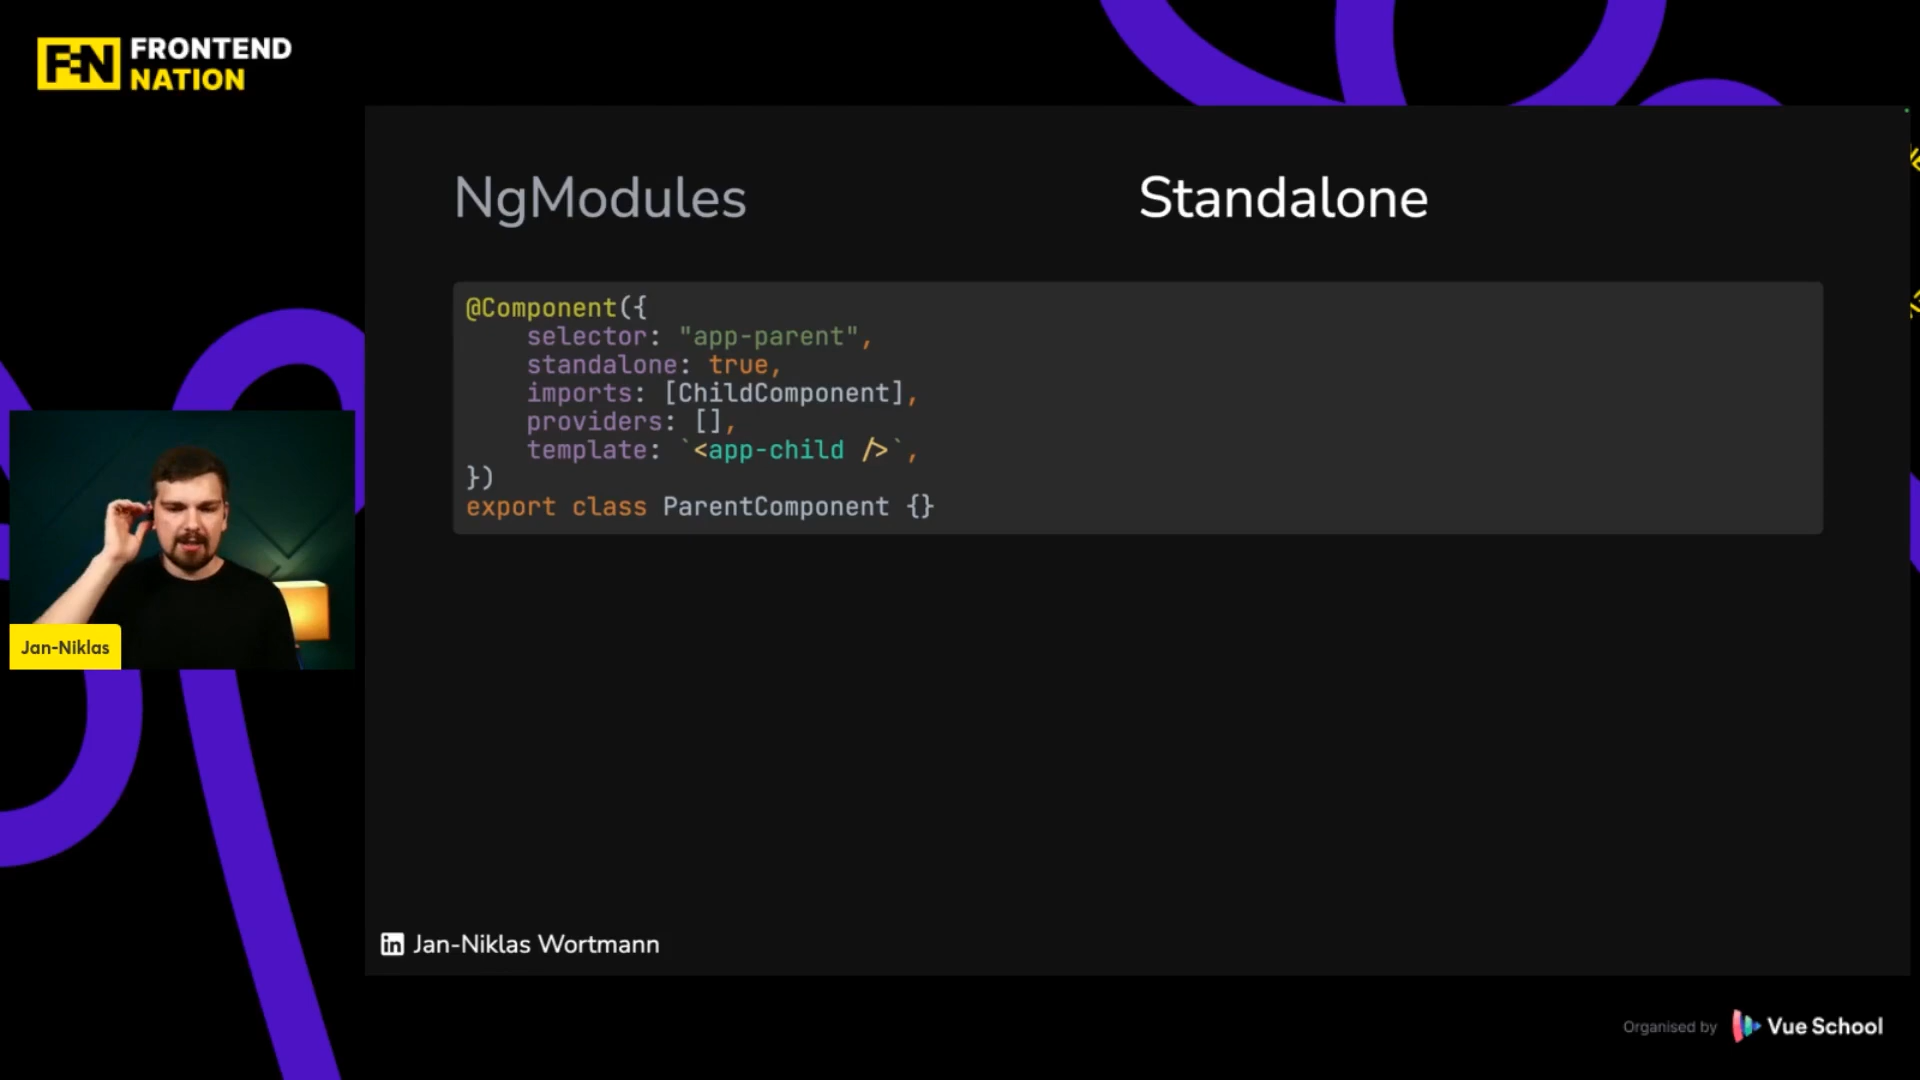 F:N FRONTEND
NATION
NgModules
Standalone
@Component({
    selector: "app-parent",
    standalone: true,
    imports: [ChildComponent],
    providers: [],
    template: `<app-child />`,
})
export class ParentComponent {}
Jan-Niklas
in Jan-Niklas Wortmann
Organised by Vue School